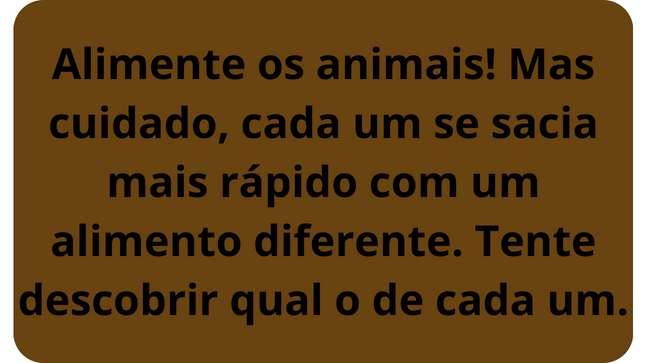 Alimente os animais! Mas
cuidado, cada um se sacia
mais rápido com um
alimento diferente. Tente
descobrir qual o de cada um.